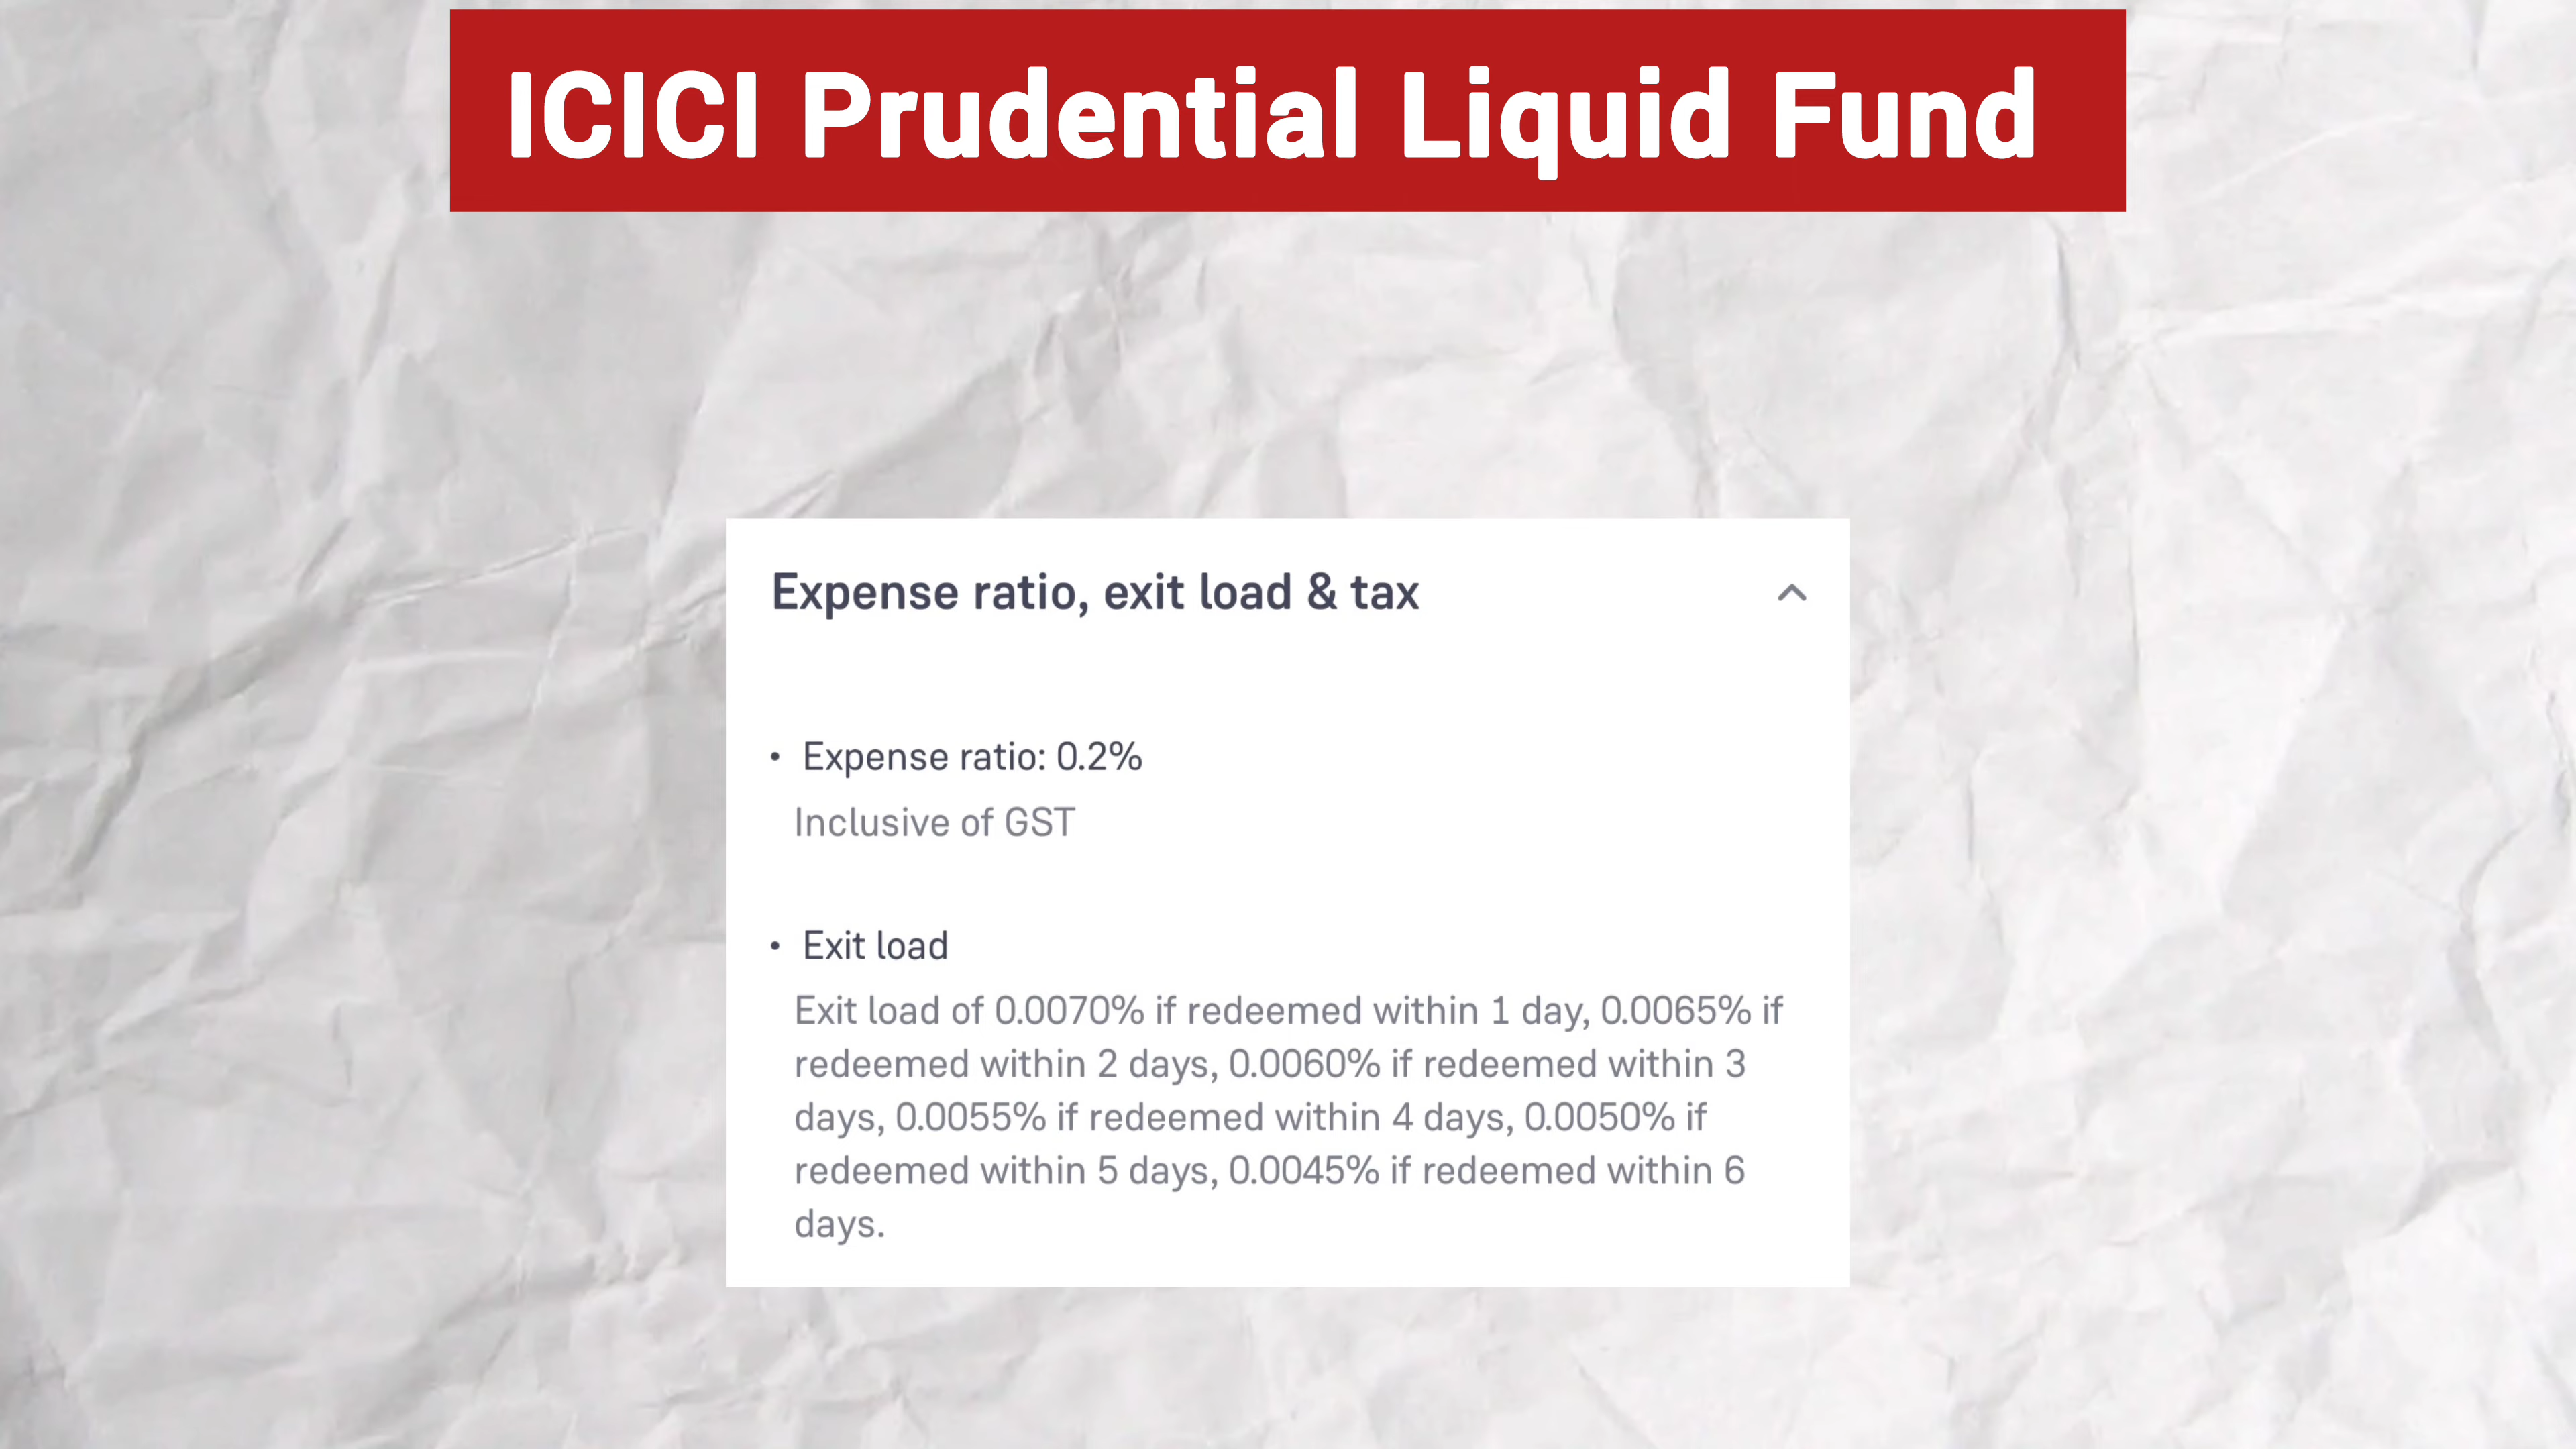 ICICI Prudential Liquid Fund
Expense ratio, exit load & tax
• Expense ratio: 0.2%
Inclusive of GST
• Exit load
Exit load of 0.0070% if redeemed within 1 day, 0.0065% if
redeemed within 2 days, 0.0060% if redeemed within 3
days, 0.0055% if redeemed within 4 days, 0.0050% if
redeemed within 5 days, 0.0045% if redeemed within 6
days.